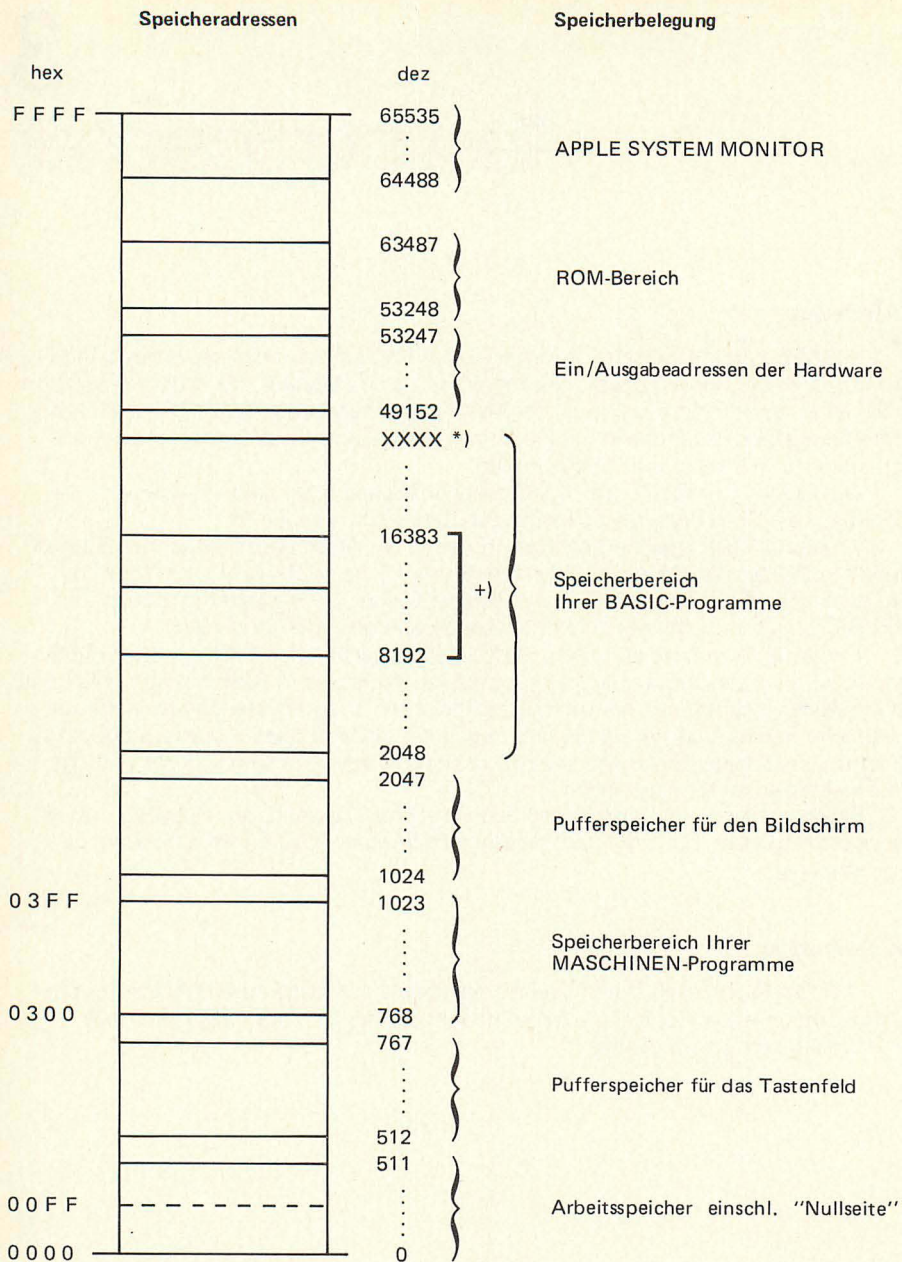 Speicheradressen Speicherbelegung
hex dez
FFFF 65535
APPLE SYSTEM MONITOR
64488
63487
ROM-Bereich
53248
53247
Ein/Ausgabeadressen der Hardware
49152
XXXX *)
16383
+)
Speicherbereich
Ihrer BASIC-Programme
8192
2048
2047
Pufferspeicher für den Bildschirm
1024
03FF 1023
Speicherbereich Ihrer
MASCHINEN-Programme
0300 768
767
Pufferspeicher für das Tastenfeld
512
511
00FF Arbeitsspeicher einschl. "Nullseite"
0000 0